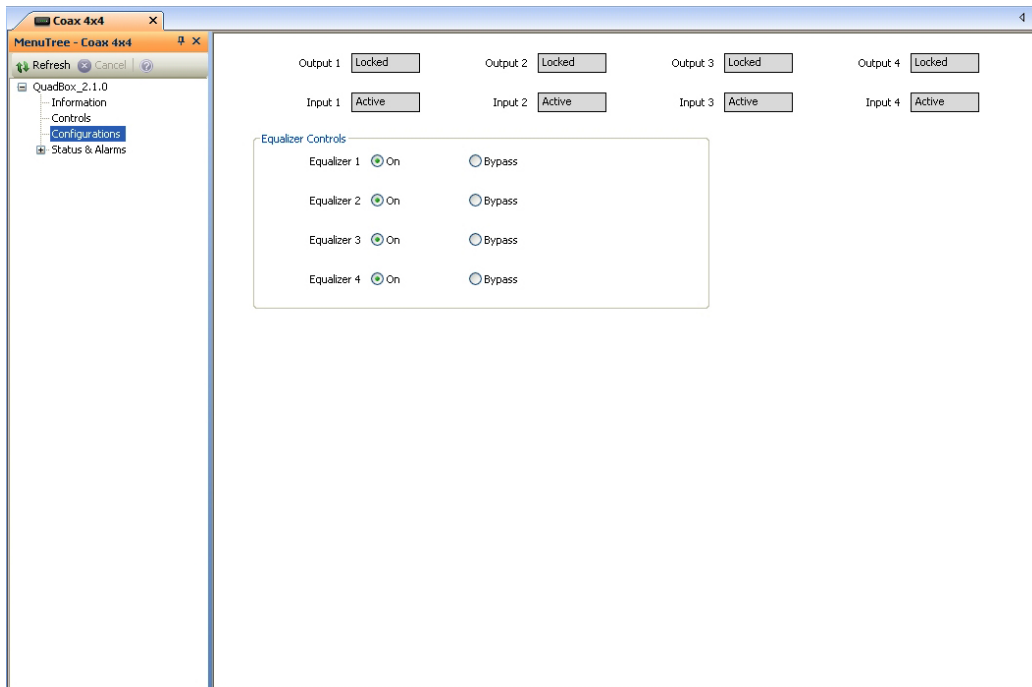 Coax 4x4
MenuTree - Coax 4x4
Refresh Cancel
QuadBox_2.1.0
Information
Controls
Configurations
Status & Alarms
Output 1 Locked Output 2 Locked Output 3 Locked Output 4 Locked
Input 1 Active Input 2 Active Input 3 Active Input 4 Active
Equalizer Controls
Equalizer 1 On Bypass
Equalizer 2 On Bypass
Equalizer 3 On Bypass
Equalizer 4 On Bypass